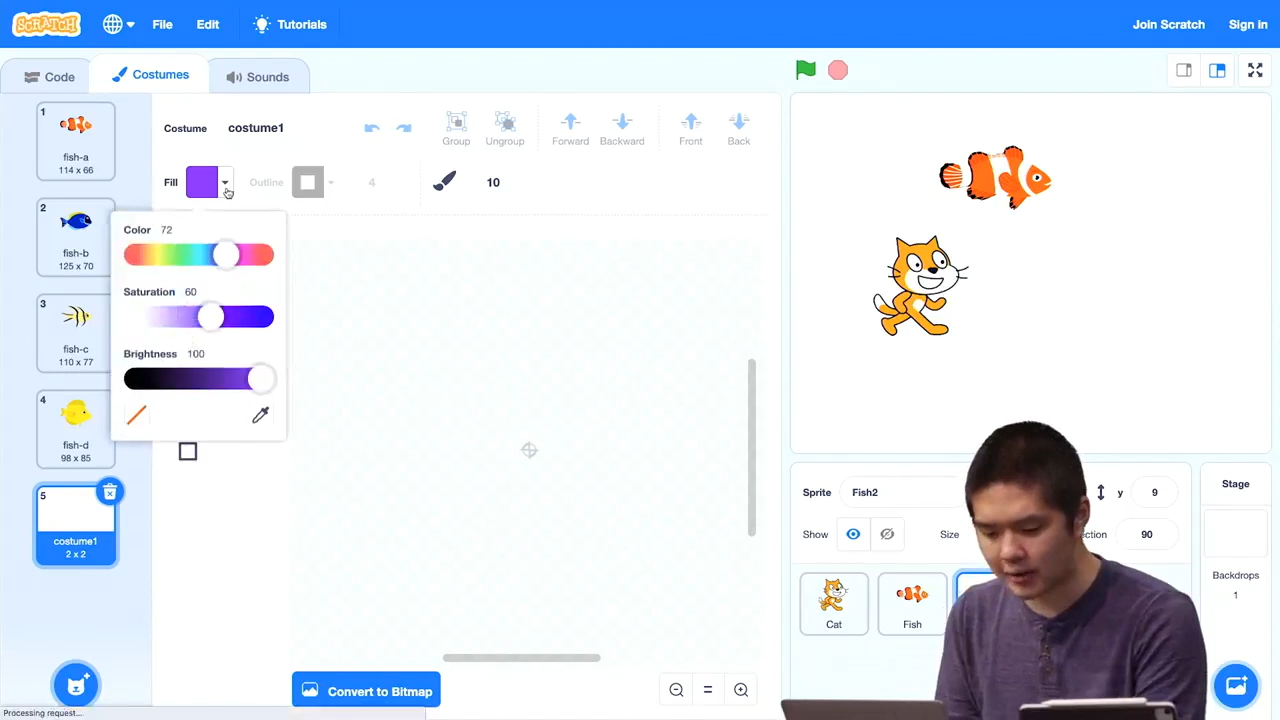 SCRATCH File Edit Tutorials Join Scratch Sign in
Code Costumes Sounds
1
fish-a
114 x 66
2
fish-b
125 x 70
3
fish-c
110 x 77
4
fish-d
98 x 85
5
costume1
2 x 2
Costume costume1
Group Ungroup Forward Backward Front Back
Fill Outline 4 10
Color 72
Saturation 60
Brightness 100
Convert to Bitmap
Sprite Fish2 y 9
Show Size ection 90
Cat Fish
Stage
Backdrops
1
Processing request...